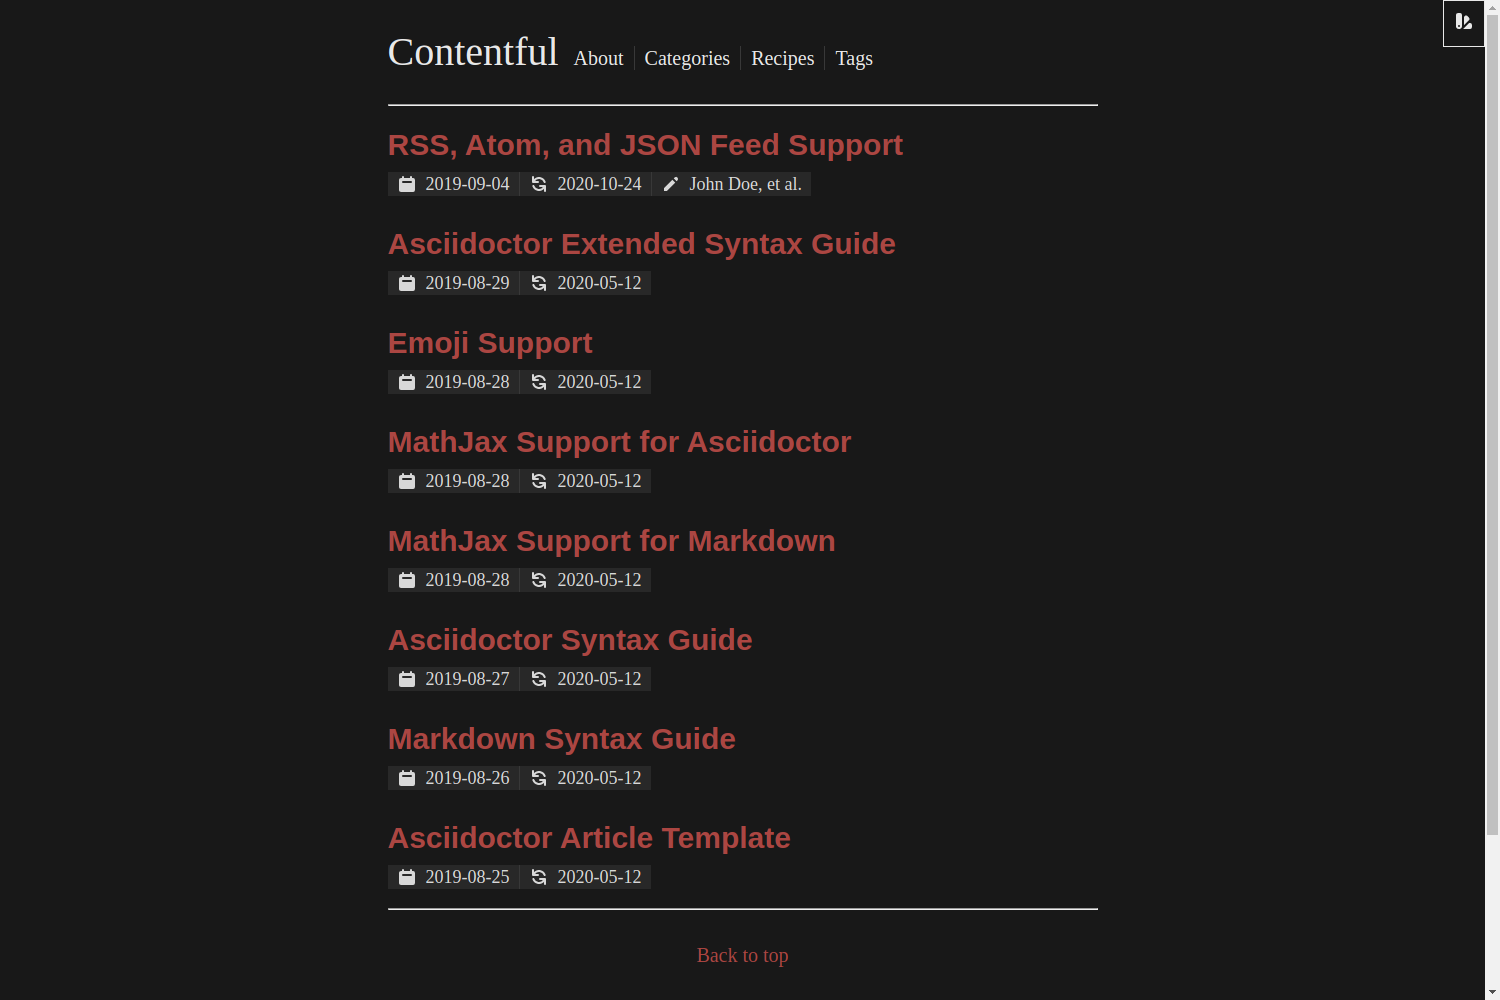 Contentful About Categories Recipes Tags
RSS, Atom, and JSON Feed Support
2019-09-04 2020-10-24 John Doe, et al.
Asciidoctor Extended Syntax Guide
2019-08-29 2020-05-12
Emoji Support
2019-08-28 2020-05-12
MathJax Support for Asciidoctor
2019-08-28 2020-05-12
MathJax Support for Markdown
2019-08-28 2020-05-12
Asciidoctor Syntax Guide
2019-08-27 2020-05-12
Markdown Syntax Guide
2019-08-26 2020-05-12
Asciidoctor Article Template
2019-08-25 2020-05-12
Back to top